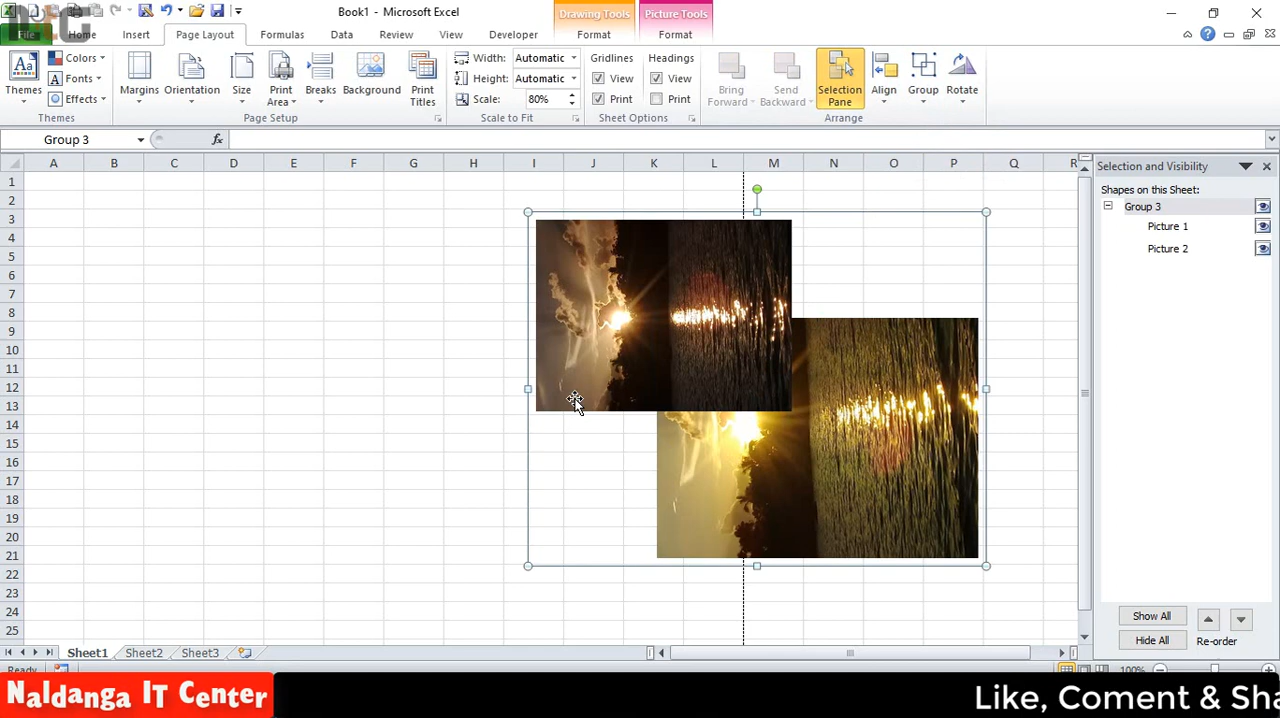 Book1 - Microsoft Excel
Drawing Tools
Picture Tools
File
Home
Insert
Page Layout
Formulas
Data
Review
View
Developer
Format
Format
Themes
Colors
Fonts
Effects
Themes
Margins
Orientation
Size
Print Area
Breaks
Background
Print Titles
Page Setup
Width: Automatic
Height: Automatic
Scale: 80%
Scale to Fit
Gridlines
View
Print
Headings
View
Print
Sheet Options
Bring Forward
Send Backward
Selection Pane
Align
Group
Rotate
Arrange
Group 3
fx
A B C D E F G H I J K L M N O P Q R
1
2
3
4
5
6
7
8
9
10
11
12
13
14
15
16
17
18
19
20
21
22
23
24
25
Selection and Visibility
Shapes on this Sheet:
Group 3
Picture 1
Picture 2
Show All
Hide All
Re-order
Sheet1 Sheet2 Sheet3
Ready
100%
Naldanga IT Center
Like, Coment & Sha